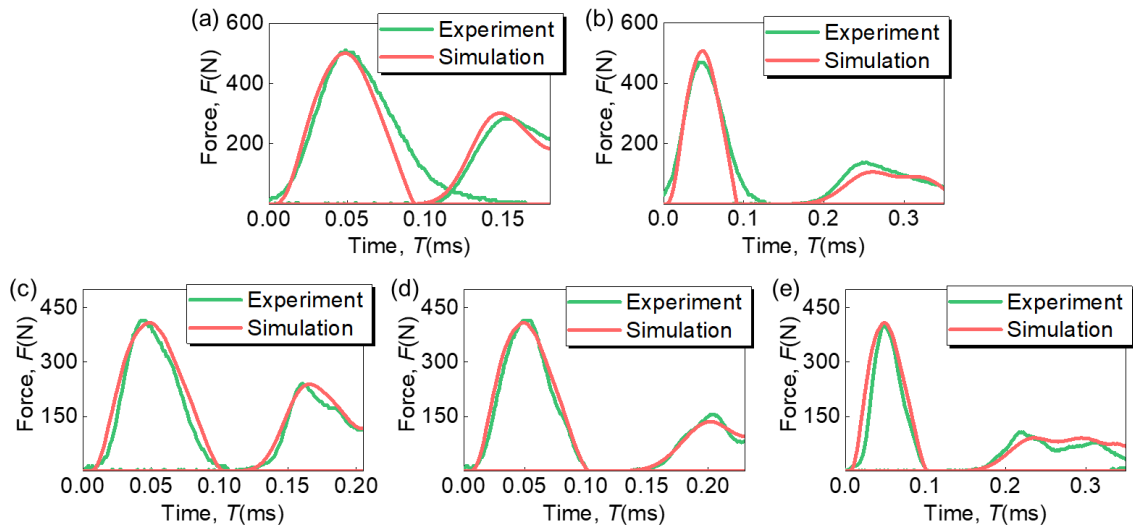 (a)
600
400
200
Force, F(N)
Experiment
Simulation
0.00 0.05 0.10 0.15
Time, T(ms)
(b)
600
400
200
Force, F(N)
Experiment
Simulation
0.0 0.1 0.2 0.3
Time, T(ms)
(c)
450
300
150
Force, F(N)
Experiment
Simulation
0.00 0.05 0.10 0.15 0.20
Time, T(ms)
(d)
450
300
150
Force, F(N)
Experiment
Simulation
0.00 0.05 0.10 0.15 0.20
Time, T(ms)
(e)
450
300
150
Force, F(N)
Experiment
Simulation
0.0 0.1 0.2 0.3
Time, T(ms)